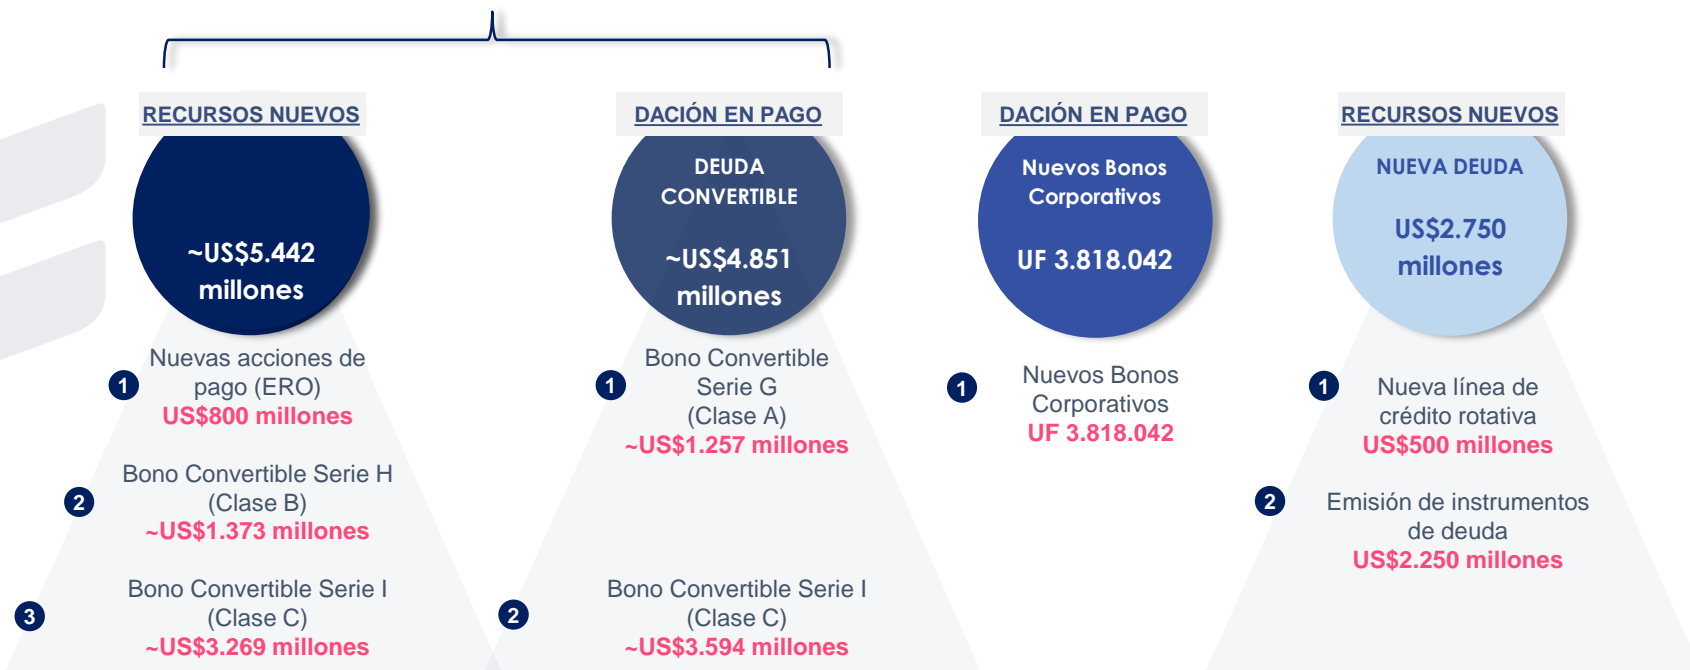 RECURSOS NUEVOS
~US$5.442
millones
1
Nuevas acciones de
pago (ERO)
US$800 millones
2
Bono Convertible Serie H
(Clase B)
~US$1.373 millones
3
Bono Convertible Serie I
(Clase C)
~US$3.269 millones
DACIÓN EN PAGO
DEUDA
CONVERTIBLE
~US$4.851
millones
1
Bono Convertible
Serie G
(Clase A)
~US$1.257 millones
2
Bono Convertible Serie I
(Clase C)
~US$3.594 millones
DACIÓN EN PAGO
Nuevos Bonos
Corporativos
UF 3.818.042
1
Nuevos Bonos
Corporativos
UF 3.818.042
RECURSOS NUEVOS
NUEVA DEUDA
US$2.750
millones
1
Nueva línea de
crédito rotativa
US$500 millones
2
Emisión de instrumentos
de deuda
US$2.250 millones